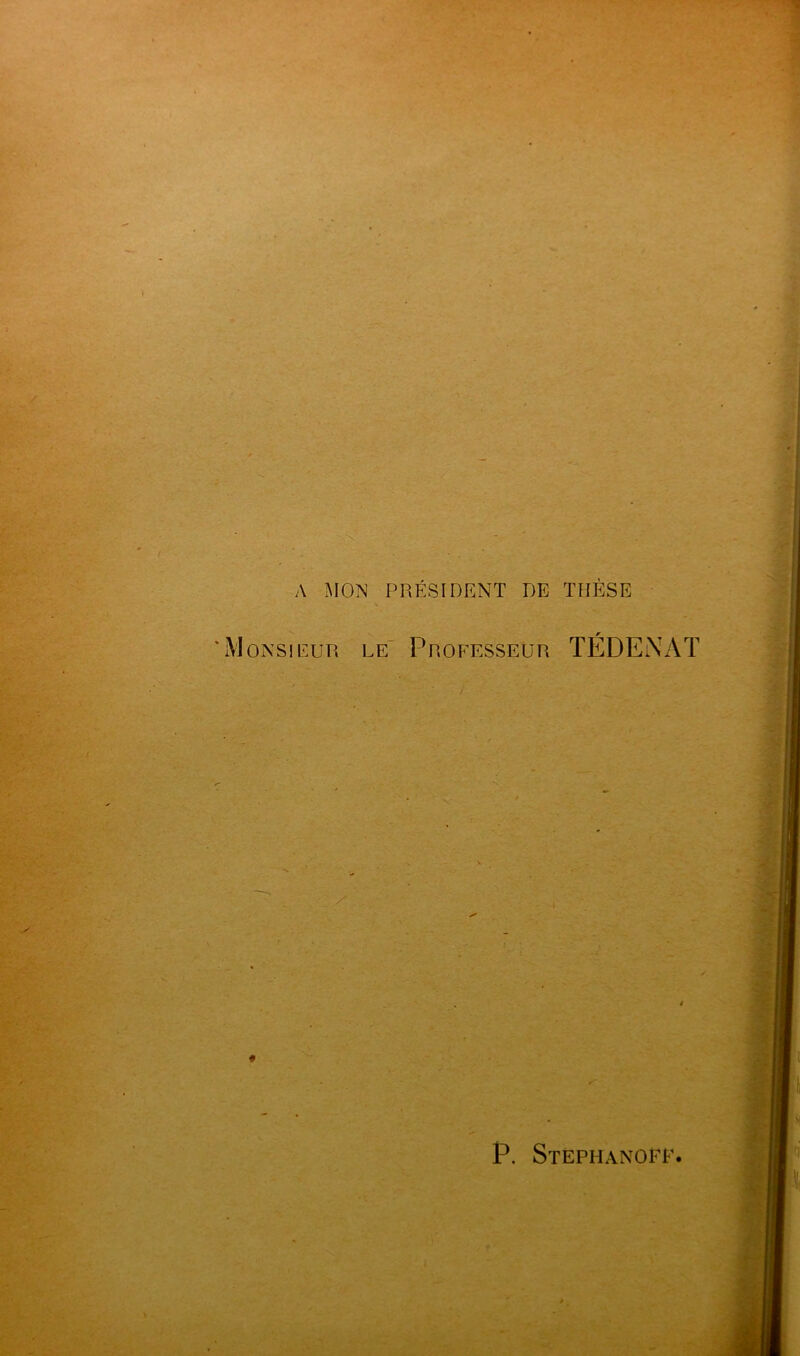 A MON PRÉSIDENT DE THÈSE
Monsieur le Professeur TÉDENAT
P. Stephanoff.